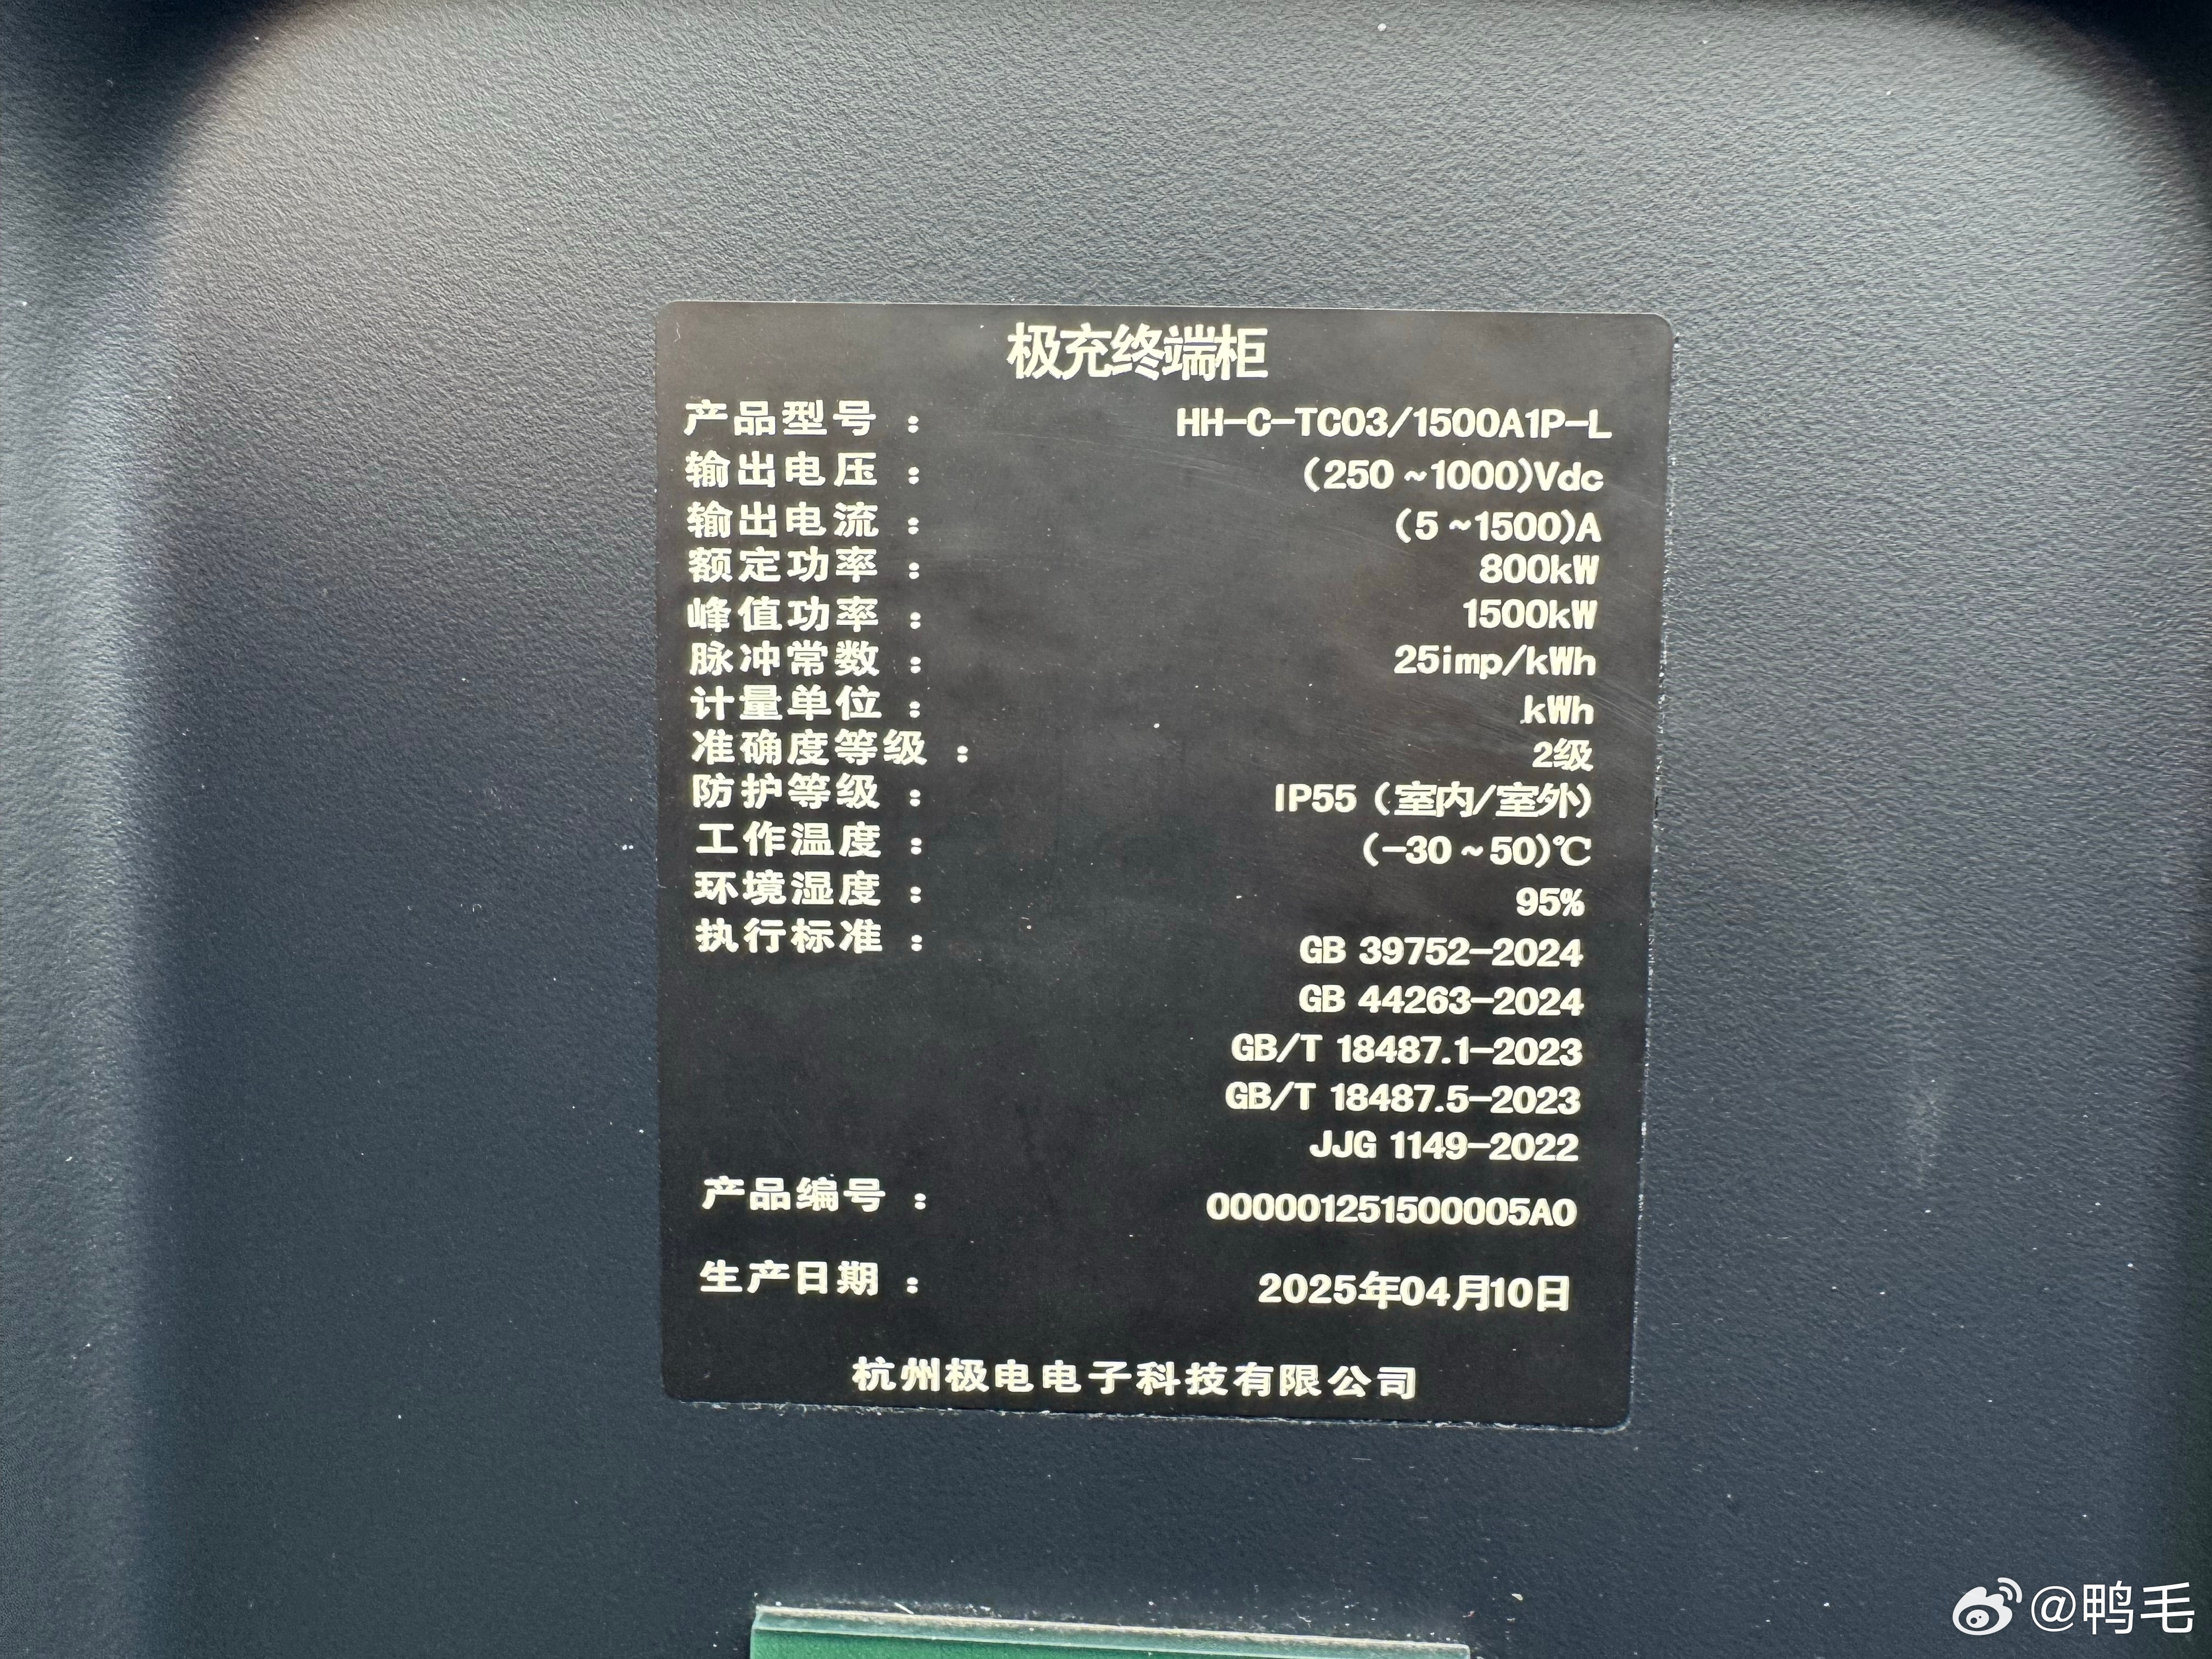 极充终端柜
产品型号： HH-C-TC03/1500A1P-L
输出电压： (250~1000)Vdc
输出电流： (5~1500)A
额定功率： 800kW
峰值功率： 1500kW
脉冲常数： 25imp/kWh
计量单位： kWh
准确度等级： 2级
防护等级： IP55（室内/室外）
工作温度： (-30~50)℃
环境湿度： 95%
执行标准： GB 39752-2024
GB 44263-2024
GB/T 18487.1-2023
GB/T 18487.5-2023
JJG 1149-2022
产品编号： 000001251500005A0
生产日期： 2025年04月10日
杭州极电电子科技有限公司
@鸭毛